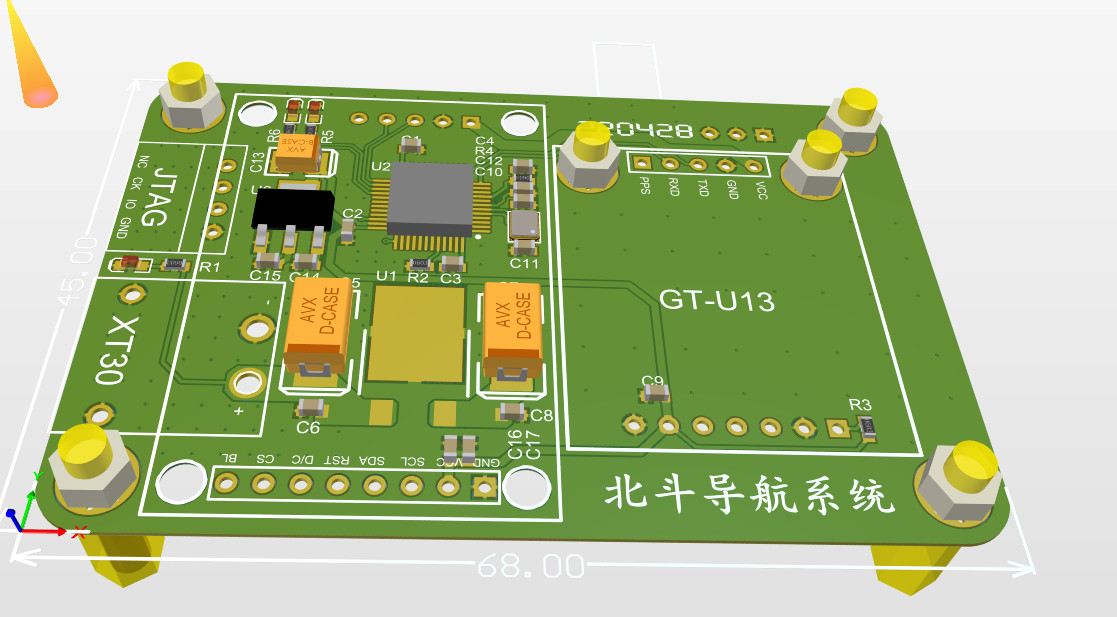 220428
C1
C4
R4
C12
C10
R6
R5
C13
AVX
B-CASE
U2
PPS
RXD
TXD
GND
VCC
JTAG
NC
CK
IO
GND
C2
C11
R1
C15
C14
U1
R2
C3
45.00
AVX
D-CASE
AVX
D-CASE
GT-U13
XT30
-
+
C9
R3
C6
C8
C16
C17
BL
CS
D/C
RST
SDA
SCL
VCC
GND
北斗导航系统
Y
X
68.00